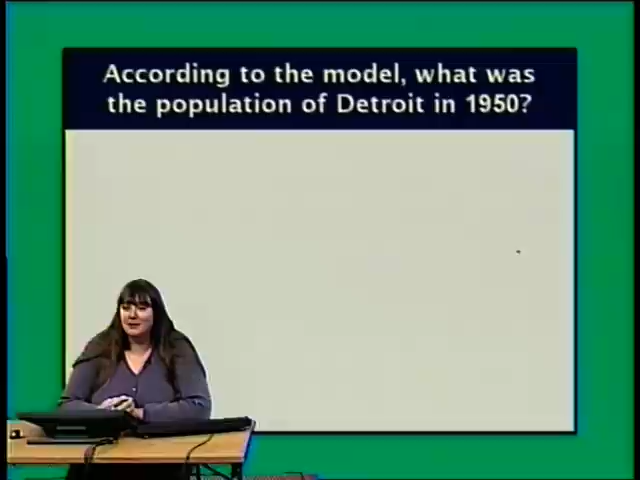 According to the model, what was
the population of Detroit in 1950?